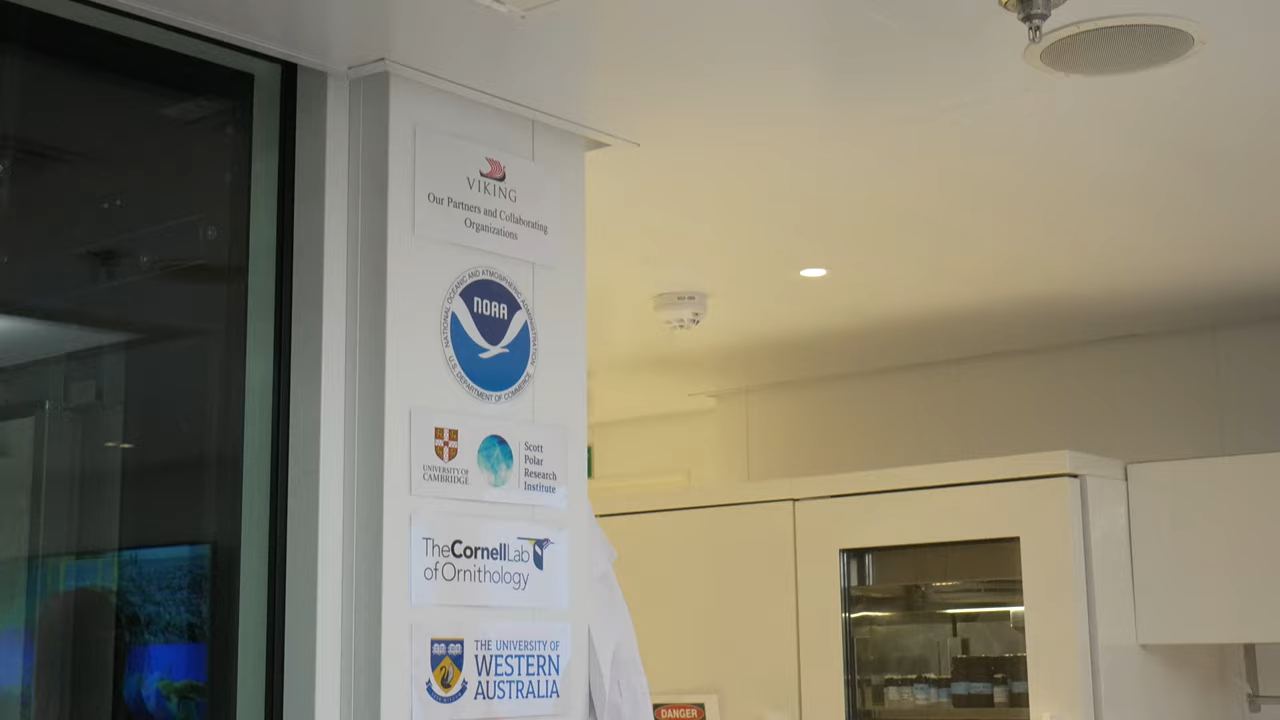 VIKING
Our Partners and Collaborating
Organizations
NATIONAL OCEANIC AND ATMOSPHERIC ADMINISTRATION
NOAA
U.S. DEPARTMENT OF COMMERCE
UNIVERSITY OF
CAMBRIDGE
Scott
Polar
Research
Institute
TheCornellLab
of Ornithology
THE UNIVERSITY OF
WESTERN
AUSTRALIA
DANGER